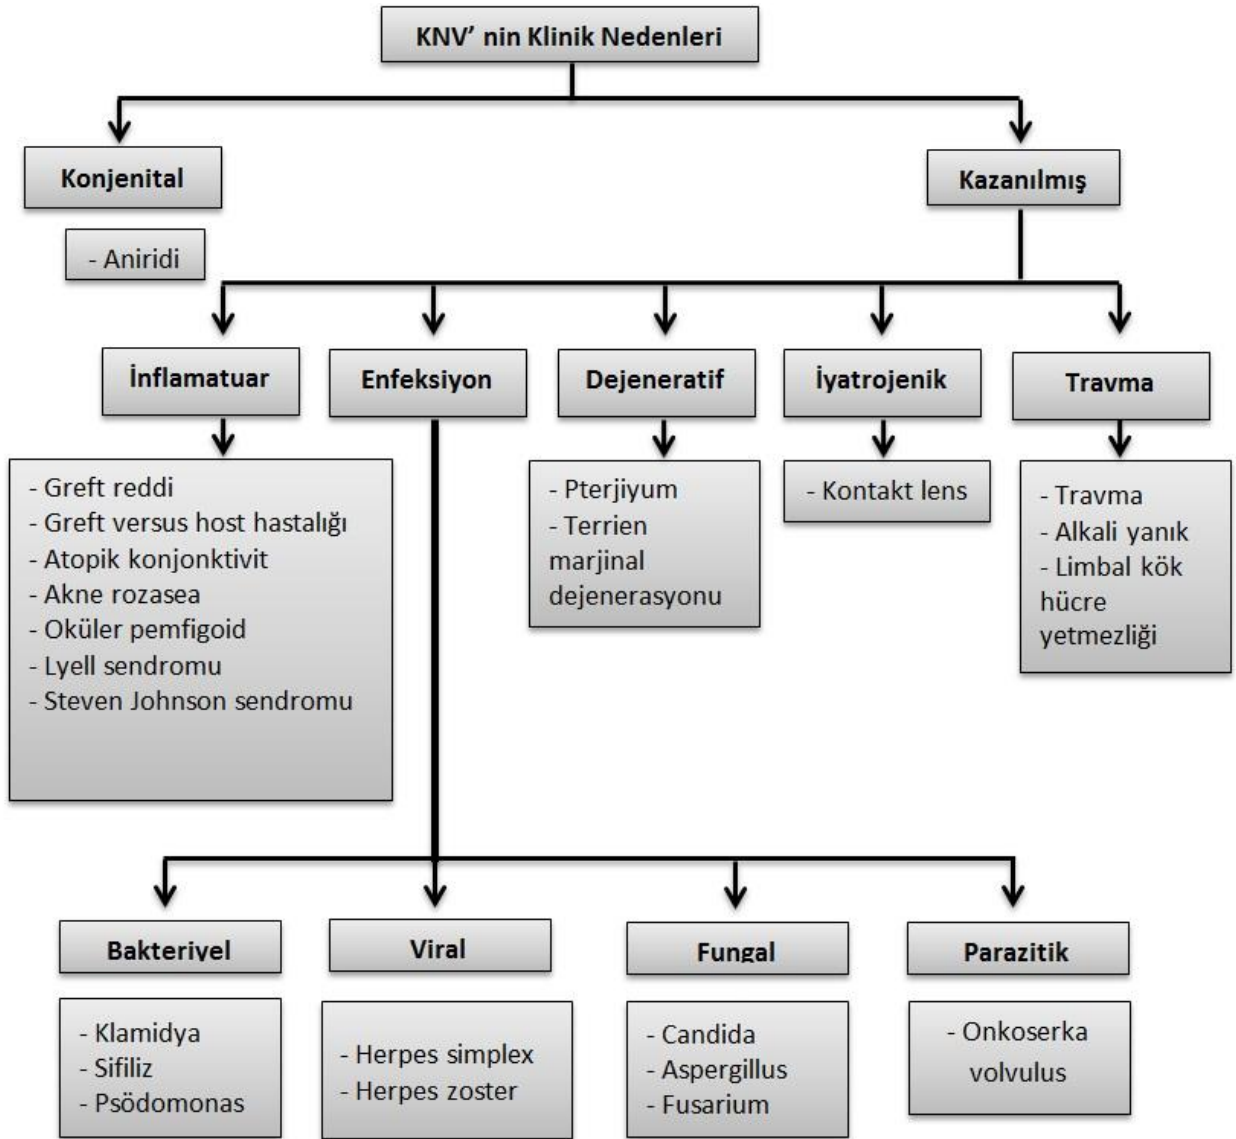 KNV' nin Klinik Nedenleri
Konjenital
Kazanılmış
- Aniridi
İnflamatuar
Enfeksiyon
Dejeneratif
İyatrojenik
Travma
- Greft reddi
- Greft versus host hastalığı
- Atopik konjonktivit
- Akne rozasea
- Oküler pemfigoid
- Lyell sendromu
- Steven Johnson sendromu
- Pterjiyum
- Terrien
marjinal
dejenerasyonu
- Kontakt lens
- Travma
- Alkali yanık
- Limbal kök
hücre
yetmezliği
Bakteriyel
Viral
Fungal
Parazitik
- Klamidya
- Sifiliz
- Psödomonas
- Herpes simplex
- Herpes zoster
- Candida
- Aspergillus
- Fusarium
- Onkoserka
volvulus